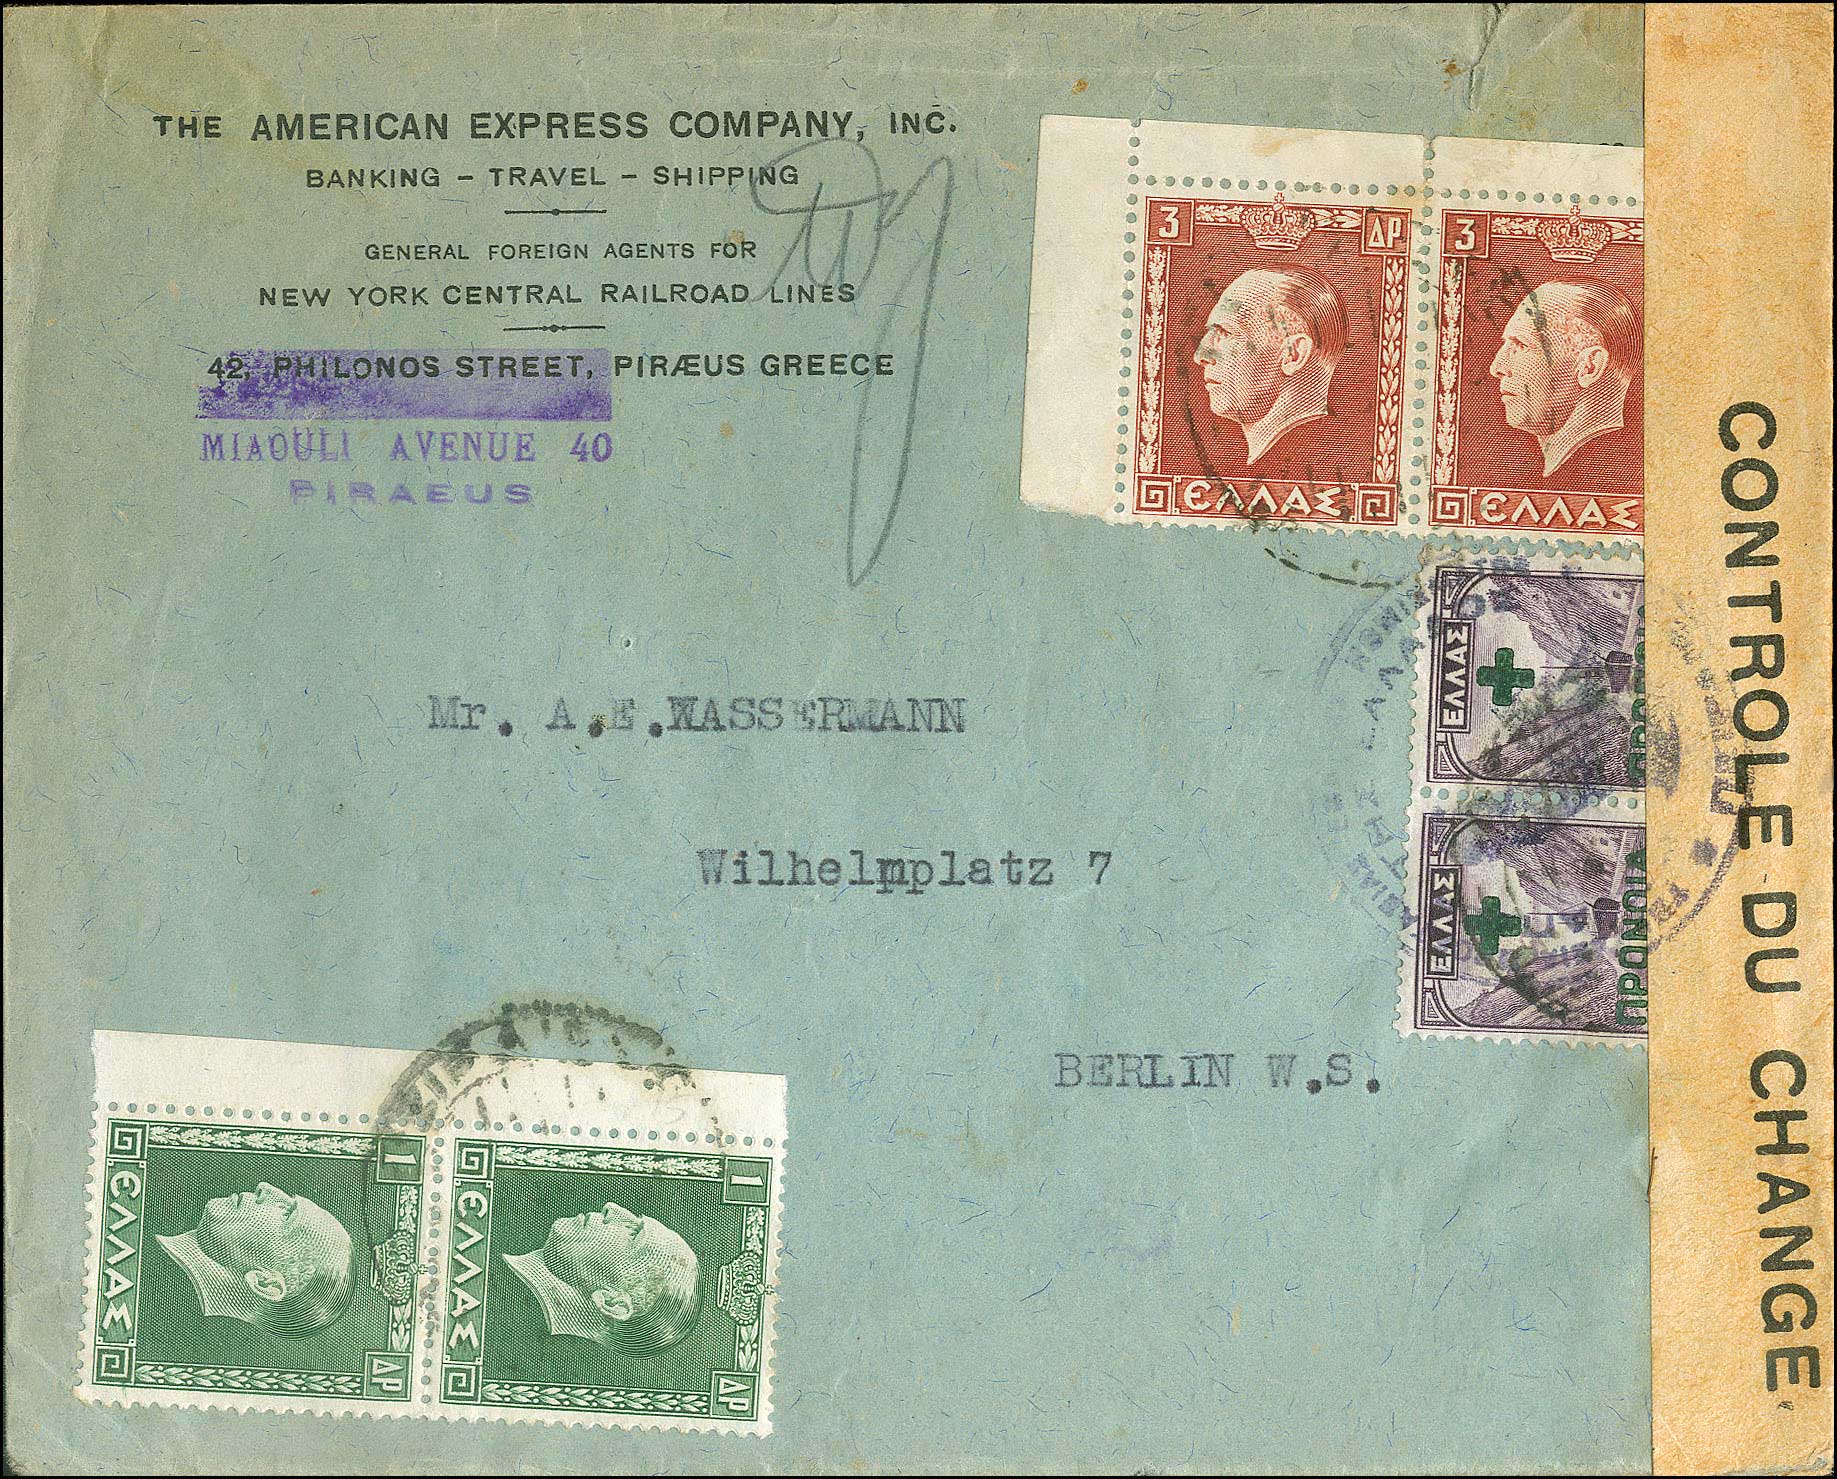 THE AMERICAN EXPRESS COMPANY, INC.
BANKING – TRAVEL – SHIPPING
GENERAL FOREIGN AGENTS FOR
NEW YORK CENTRAL RAILROAD LINES
42, PHILONOS STREET, PIRÆUS GREECE
MIAOULI AVENUE 40
PIRAEUS
3 ΔΡ
ΕΛΛΑΣ
3
ΕΛΛΑΣ
ΕΛΛΑΣ
ΕΛΛΑΣ
ΠΡΟΝΟΙΑ
Mr. A.E.WASSERMANN
Wilhelmplatz 7
BERLIN W.S.
1 ΔΡ
ΕΛΛΑΣ
1 ΔΡ
ΕΛΛΑΣ
CONTROLE DU CHANGE.